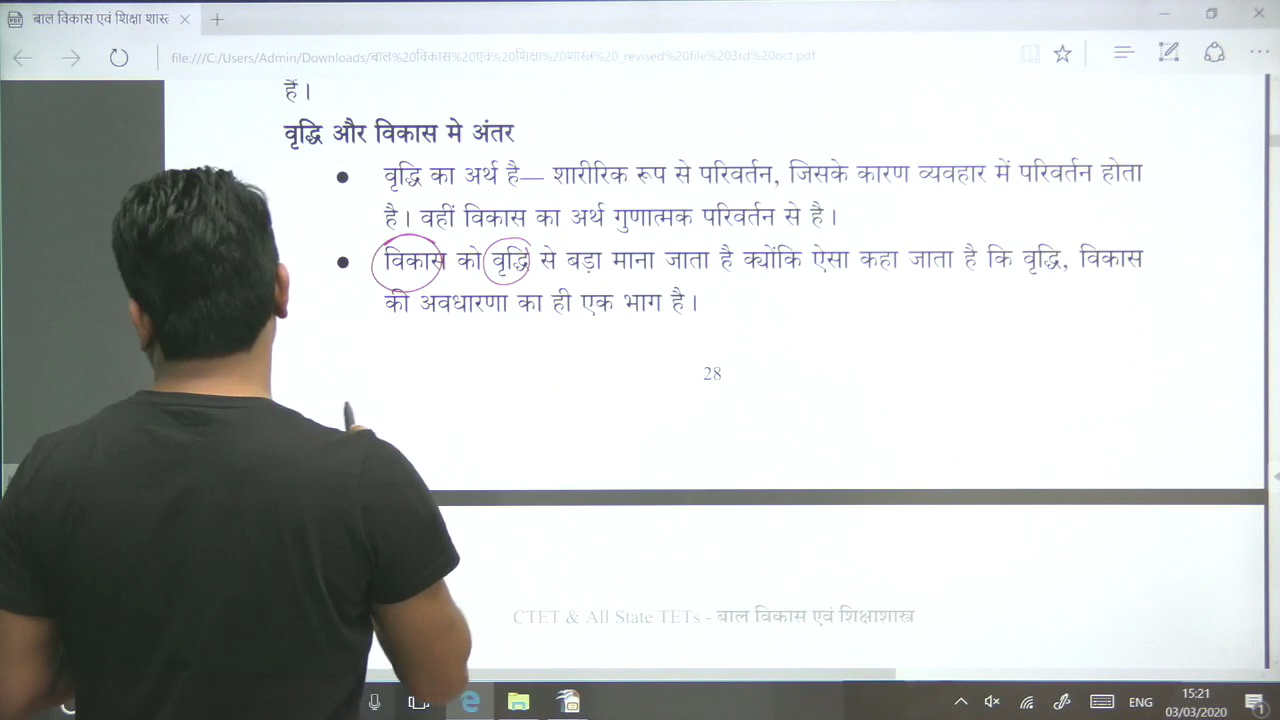 बाल विकास एवं शिक्षा शास्त्र
file:///C:/Users/Admin/Downloads/बाल%20विकास%20एवं%20शिक्षा%20शास्त्र%20_revised%20file%203rd%20oct.pdf
हैं।
वृद्धि और विकास मे अंतर
● वृद्धि का अर्थ है— शारीरिक रूप से परिवर्तन, जिसके कारण व्यवहार में परिवर्तन होता
है। वहीं विकास का अर्थ गुणात्मक परिवर्तन से है।
● विकास को वृद्धि से बड़ा माना जाता है क्योंकि ऐसा कहा जाता है कि वृद्धि, विकास
की अवधारणा का ही एक भाग है।
28
CTET & All State TETs - बाल विकास एवं शिक्षाशास्त्र
ENG
15:21
03/03/2020
1